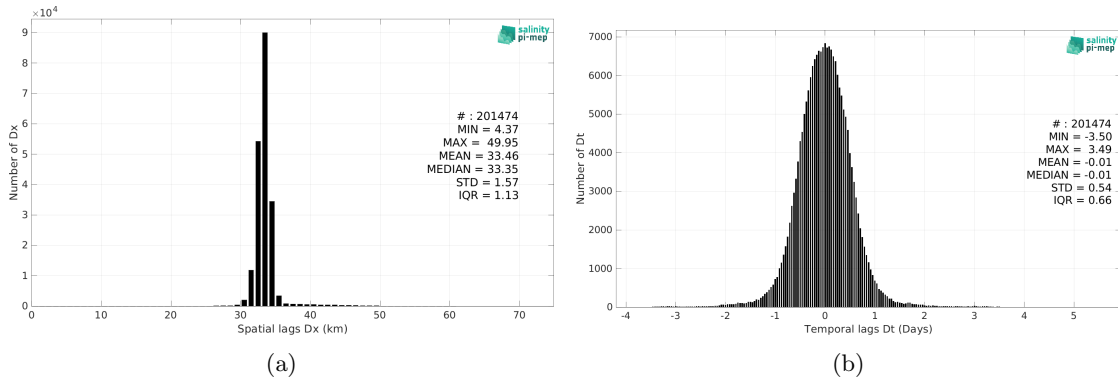 ×10⁴
9
8
7
6
5
4
3
2
1
0
Number of Dx
0 10 20 30 40 50 60 70
Spatial lags Dx (km)
salinity
pi-mep
# : 201474
MIN = 4.37
MAX = 49.95
MEAN = 33.46
MEDIAN = 33.35
STD = 1.57
IQR = 1.13
(a)
7000
6000
5000
4000
3000
2000
1000
0
Number of Dt
-4 -3 -2 -1 0 1 2 3 4 5
Temporal lags Dt (Days)
salinity
pi-mep
# : 201474
MIN = -3.50
MAX = 3.49
MEAN = -0.01
MEDIAN = -0.01
STD = 0.54
IQR = 0.66
(b)